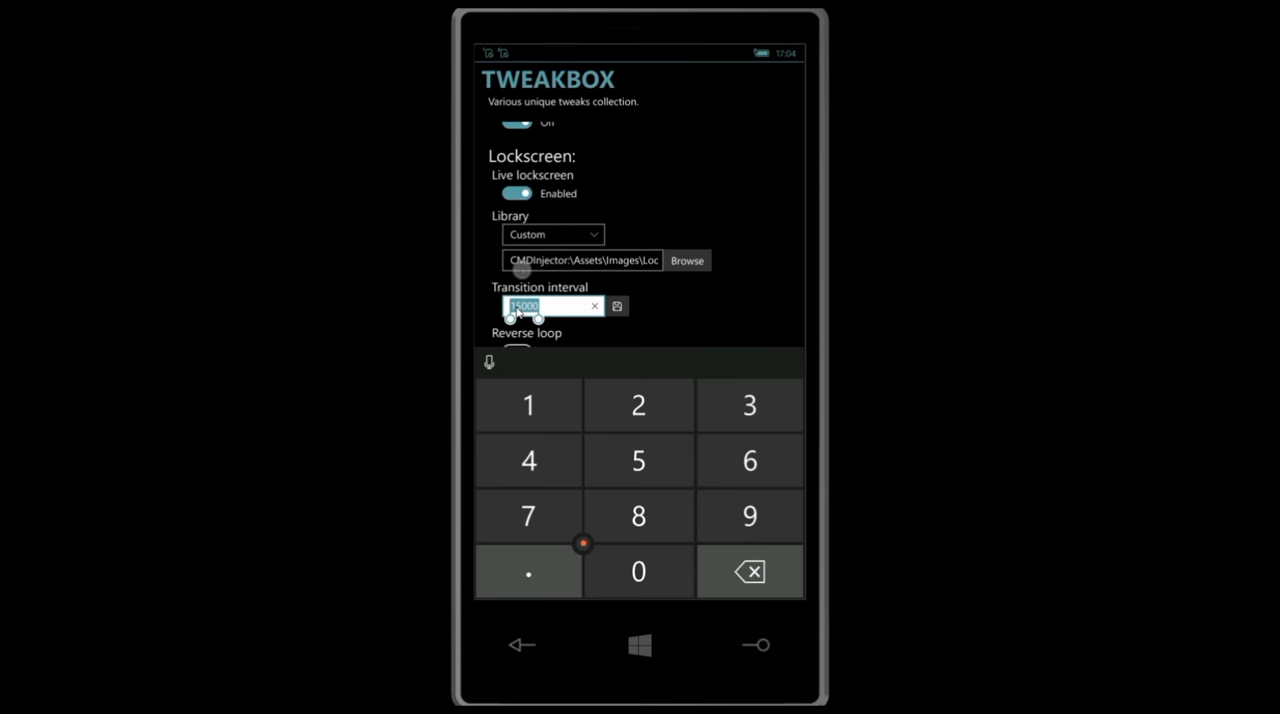 17:04
TWEAKBOX
Various unique tweaks collection.
On
Lockscreen:
Live lockscreen
Enabled
Library
Custom
CMDInjector:\Assets\Images\Loc
Browse
Transition interval
15000
Reverse loop
1 2 3
4 5 6
7 8 9
. 0